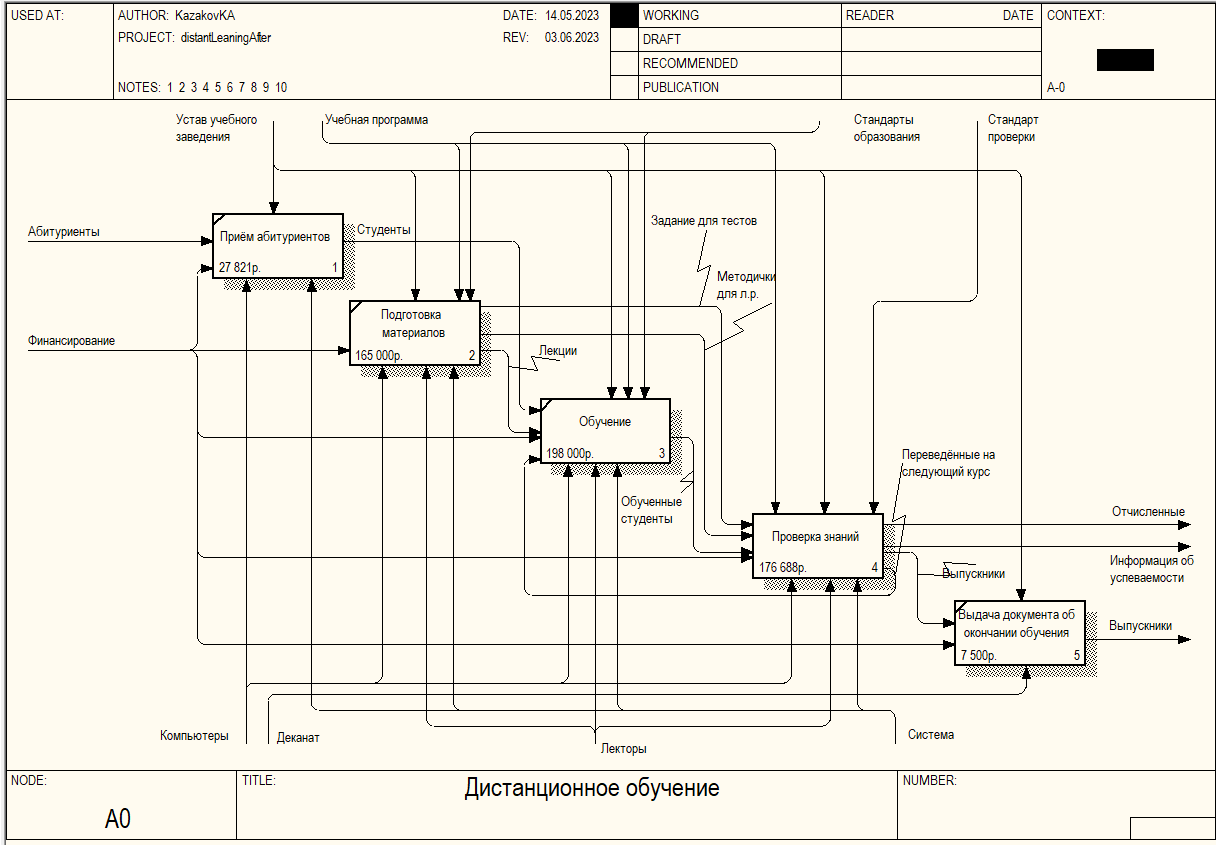 USED AT:
AUTHOR: KazakovKA
DATE: 14.05.2023
WORKING
READER
DATE
CONTEXT:
PROJECT: distantLeaningAfter
REV: 03.06.2023
DRAFT
RECOMMENDED
NOTES: 1 2 3 4 5 6 7 8 9 10
PUBLICATION
A-0
Устав учебного
заведения
Учебная программа
Стандарты
образования
Стандарт
проверки
Абитуриенты
Приём абитуриентов
27 821р.
1
Студенты
Задание для тестов
Методички
для л.р.
Финансирование
Подготовка
материалов
165 000р.
2
Лекции
Обучение
198 000р.
3
Обученные
студенты
Переведённые на
следующий курс
Отчисленные
Проверка знаний
176 688р.
4
Информация об
успеваемости
Выпускники
Выдача документа об
окончании обучения
7 500р.
5
Выпускники
Компьютеры
Деканат
Лекторы
Система
NODE:
A0
TITLE:
Дистанционное обучение
NUMBER: